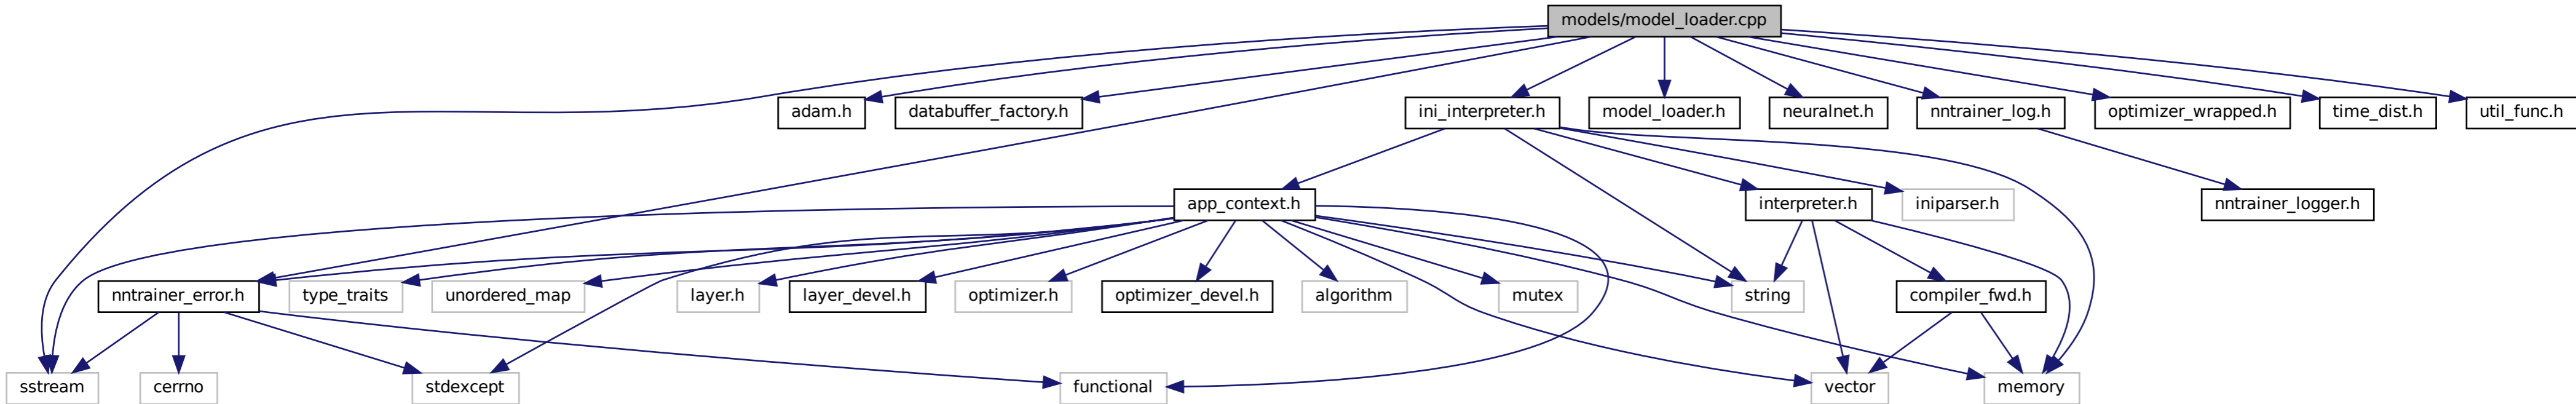 models/model_loader.cpp
adam.h
databuffer_factory.h
ini_interpreter.h
model_loader.h
neuralnet.h
nntrainer_log.h
optimizer_wrapped.h
time_dist.h
util_func.h
app_context.h
interpreter.h
iniparser.h
nntrainer_logger.h
nntrainer_error.h
type_traits
unordered_map
layer.h
layer_devel.h
optimizer.h
optimizer_devel.h
algorithm
mutex
string
compiler_fwd.h
sstream
cerrno
stdexcept
functional
vector
memory